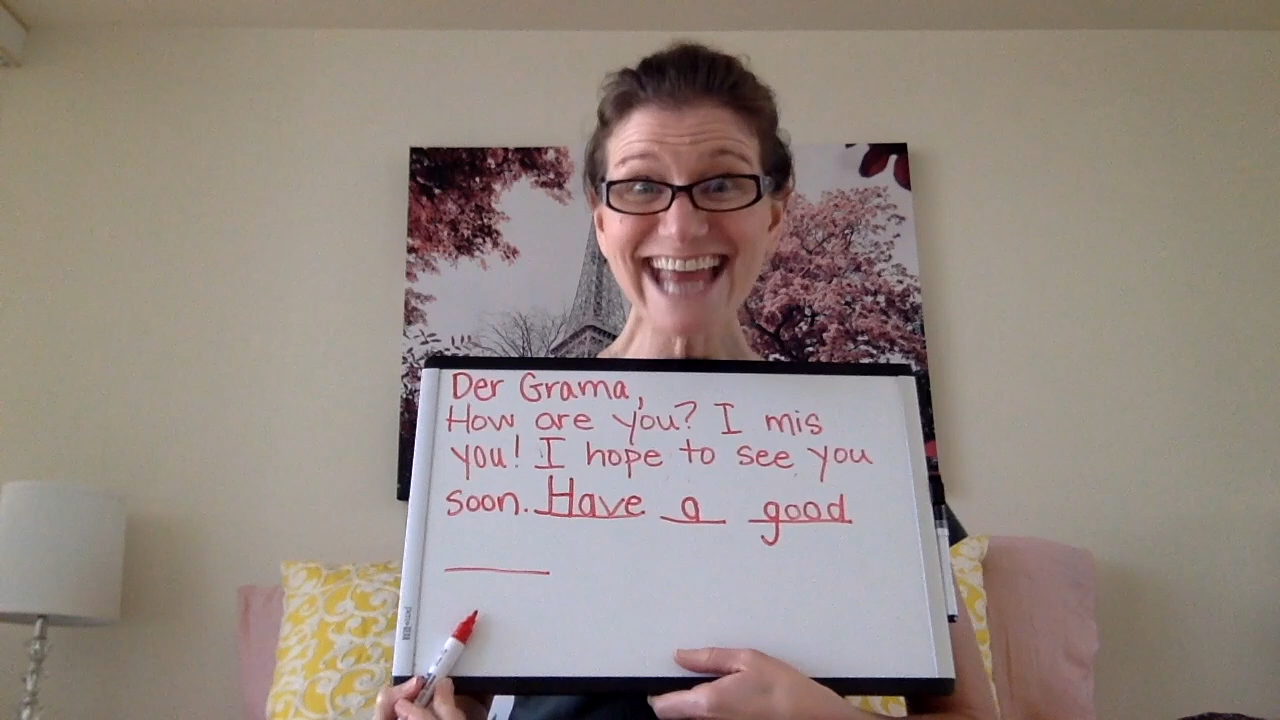 Der Grama,
How are you? I mis
you! I hope to see you
soon. Have a good